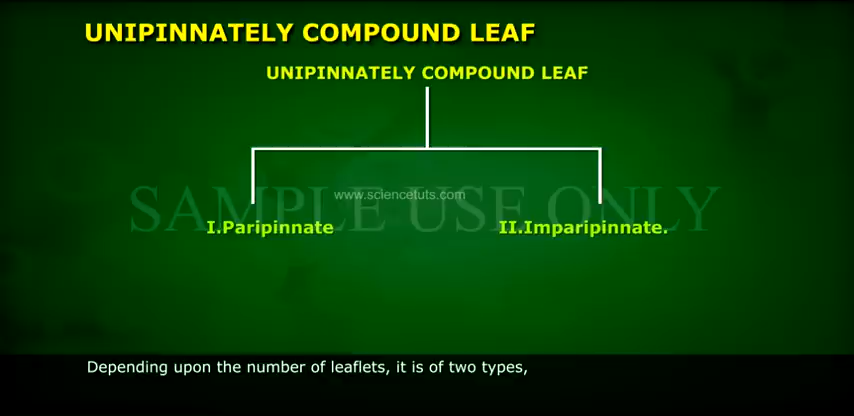 UNIPINNATELY COMPOUND LEAF
UNIPINNATELY COMPOUND LEAF
www.sciencetuts.com
SAMPLE USE ONLY
I.Paripinnate
II.Imparipinnate.
Depending upon the number of leaflets, it is of two types,